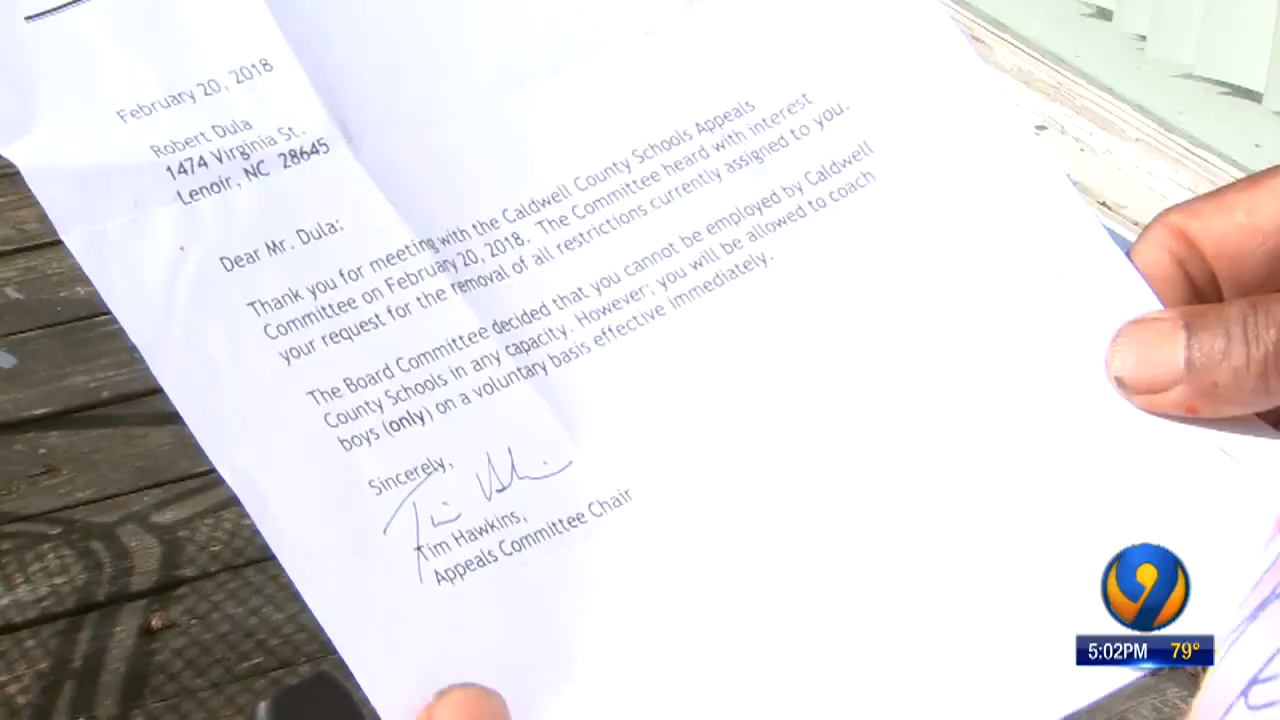 February 20, 2018
Robert Dula
1474 Virginia St.
Lenoir, NC 28645
Dear Mr. Dula:
Thank you for meeting with the Caldwell County Schools Appeals
Committee on February 20, 2018. The Committee heard with interest
your request for the removal of all restrictions currently assigned to you.
The Board Committee decided that you cannot be employed by Caldwell
County Schools in any capacity. However; you will be allowed to coach
boys (only) on a voluntary basis effective immediately.
Sincerely,
Tim Hawkins,
Appeals Committee Chair
9
5:02PM 79°